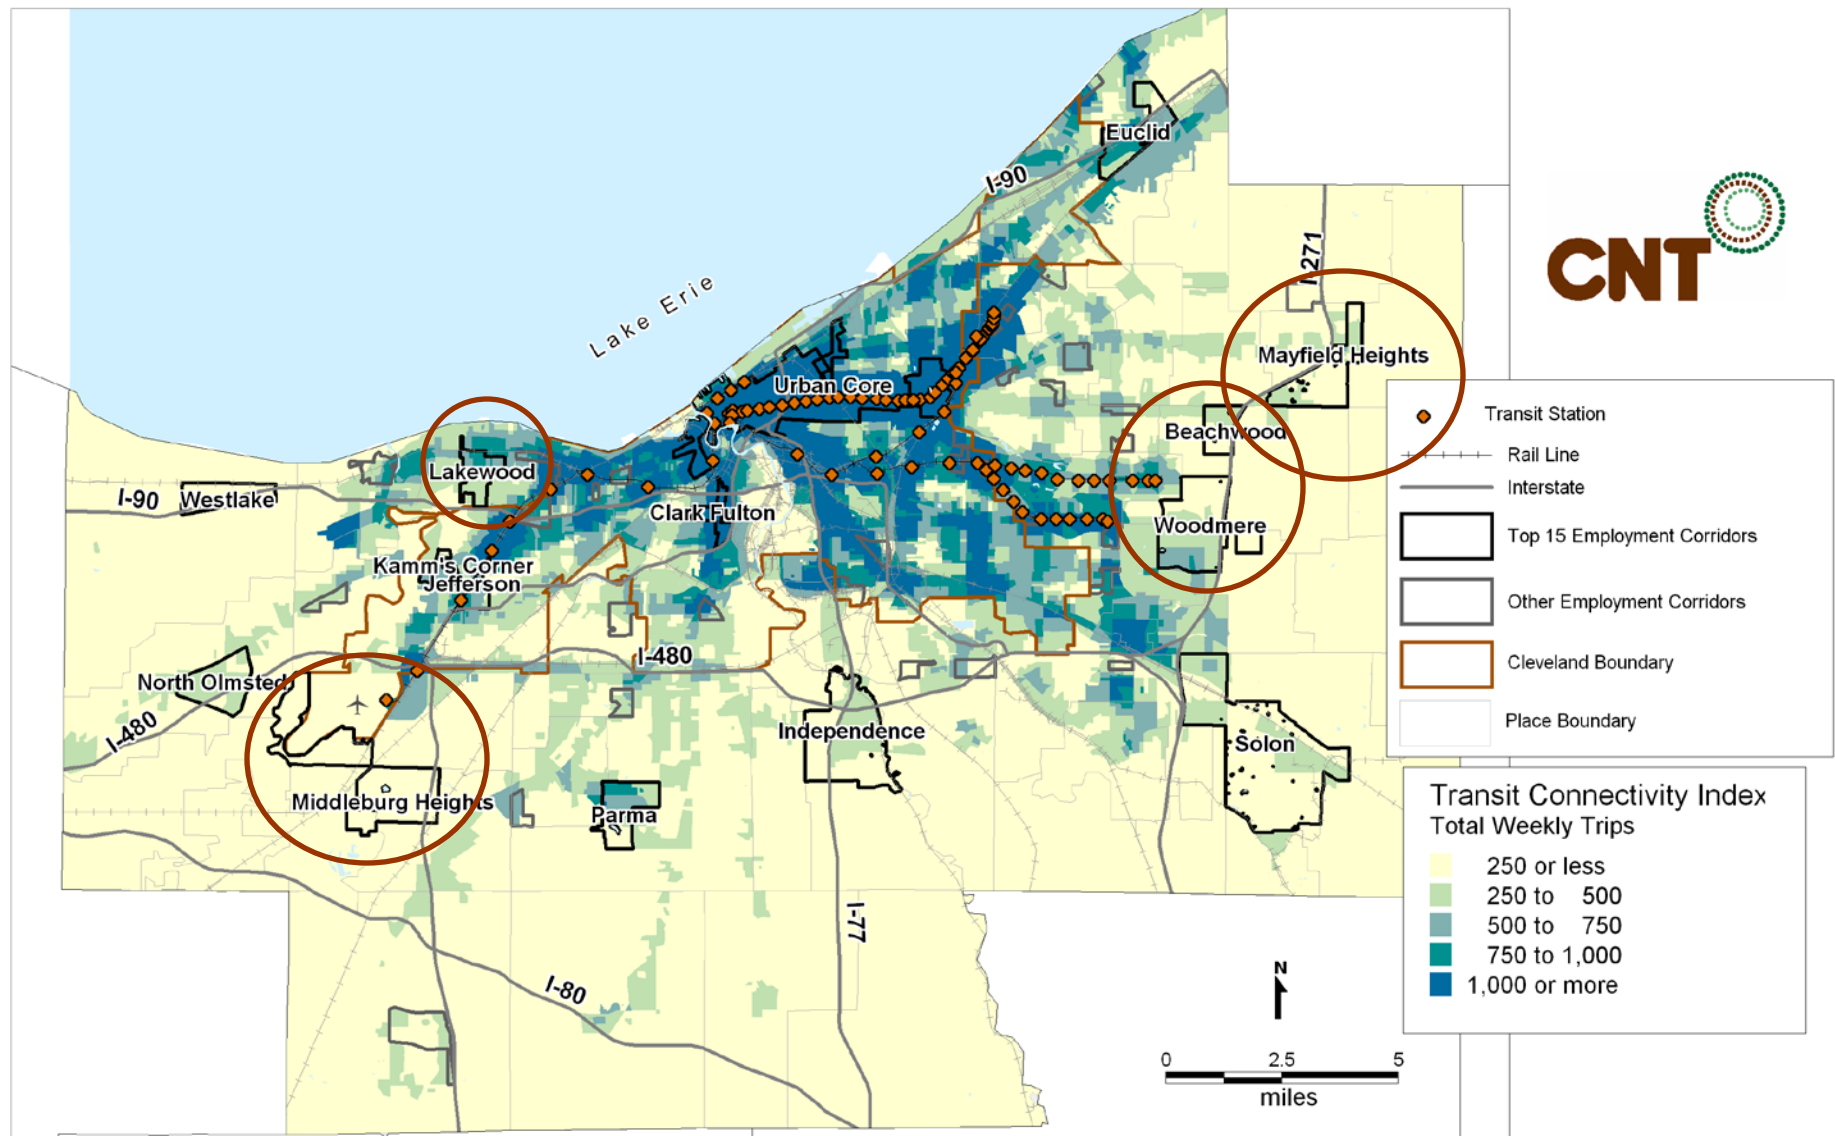 Euclid
I-90
I-271
CNT
Lake Erie
Mayfield Heights
Urban Core
Beachwood
Lakewood
I-90
Westlake
Clark Fulton
Woodmere
Kamm's Corner
Jefferson
I-480
North Olmsted
I-480
Independence
Solon
Middleburg Heights
Parma
I-77
I-80
Transit Station
Rail Line
Interstate
Top 15 Employment Corridors
Other Employment Corridors
Cleveland Boundary
Place Boundary
Transit Connectivity Index
Total Weekly Trips
250 or less
250 to 500
500 to 750
750 to 1,000
1,000 or more
N
0 2.5 5
miles